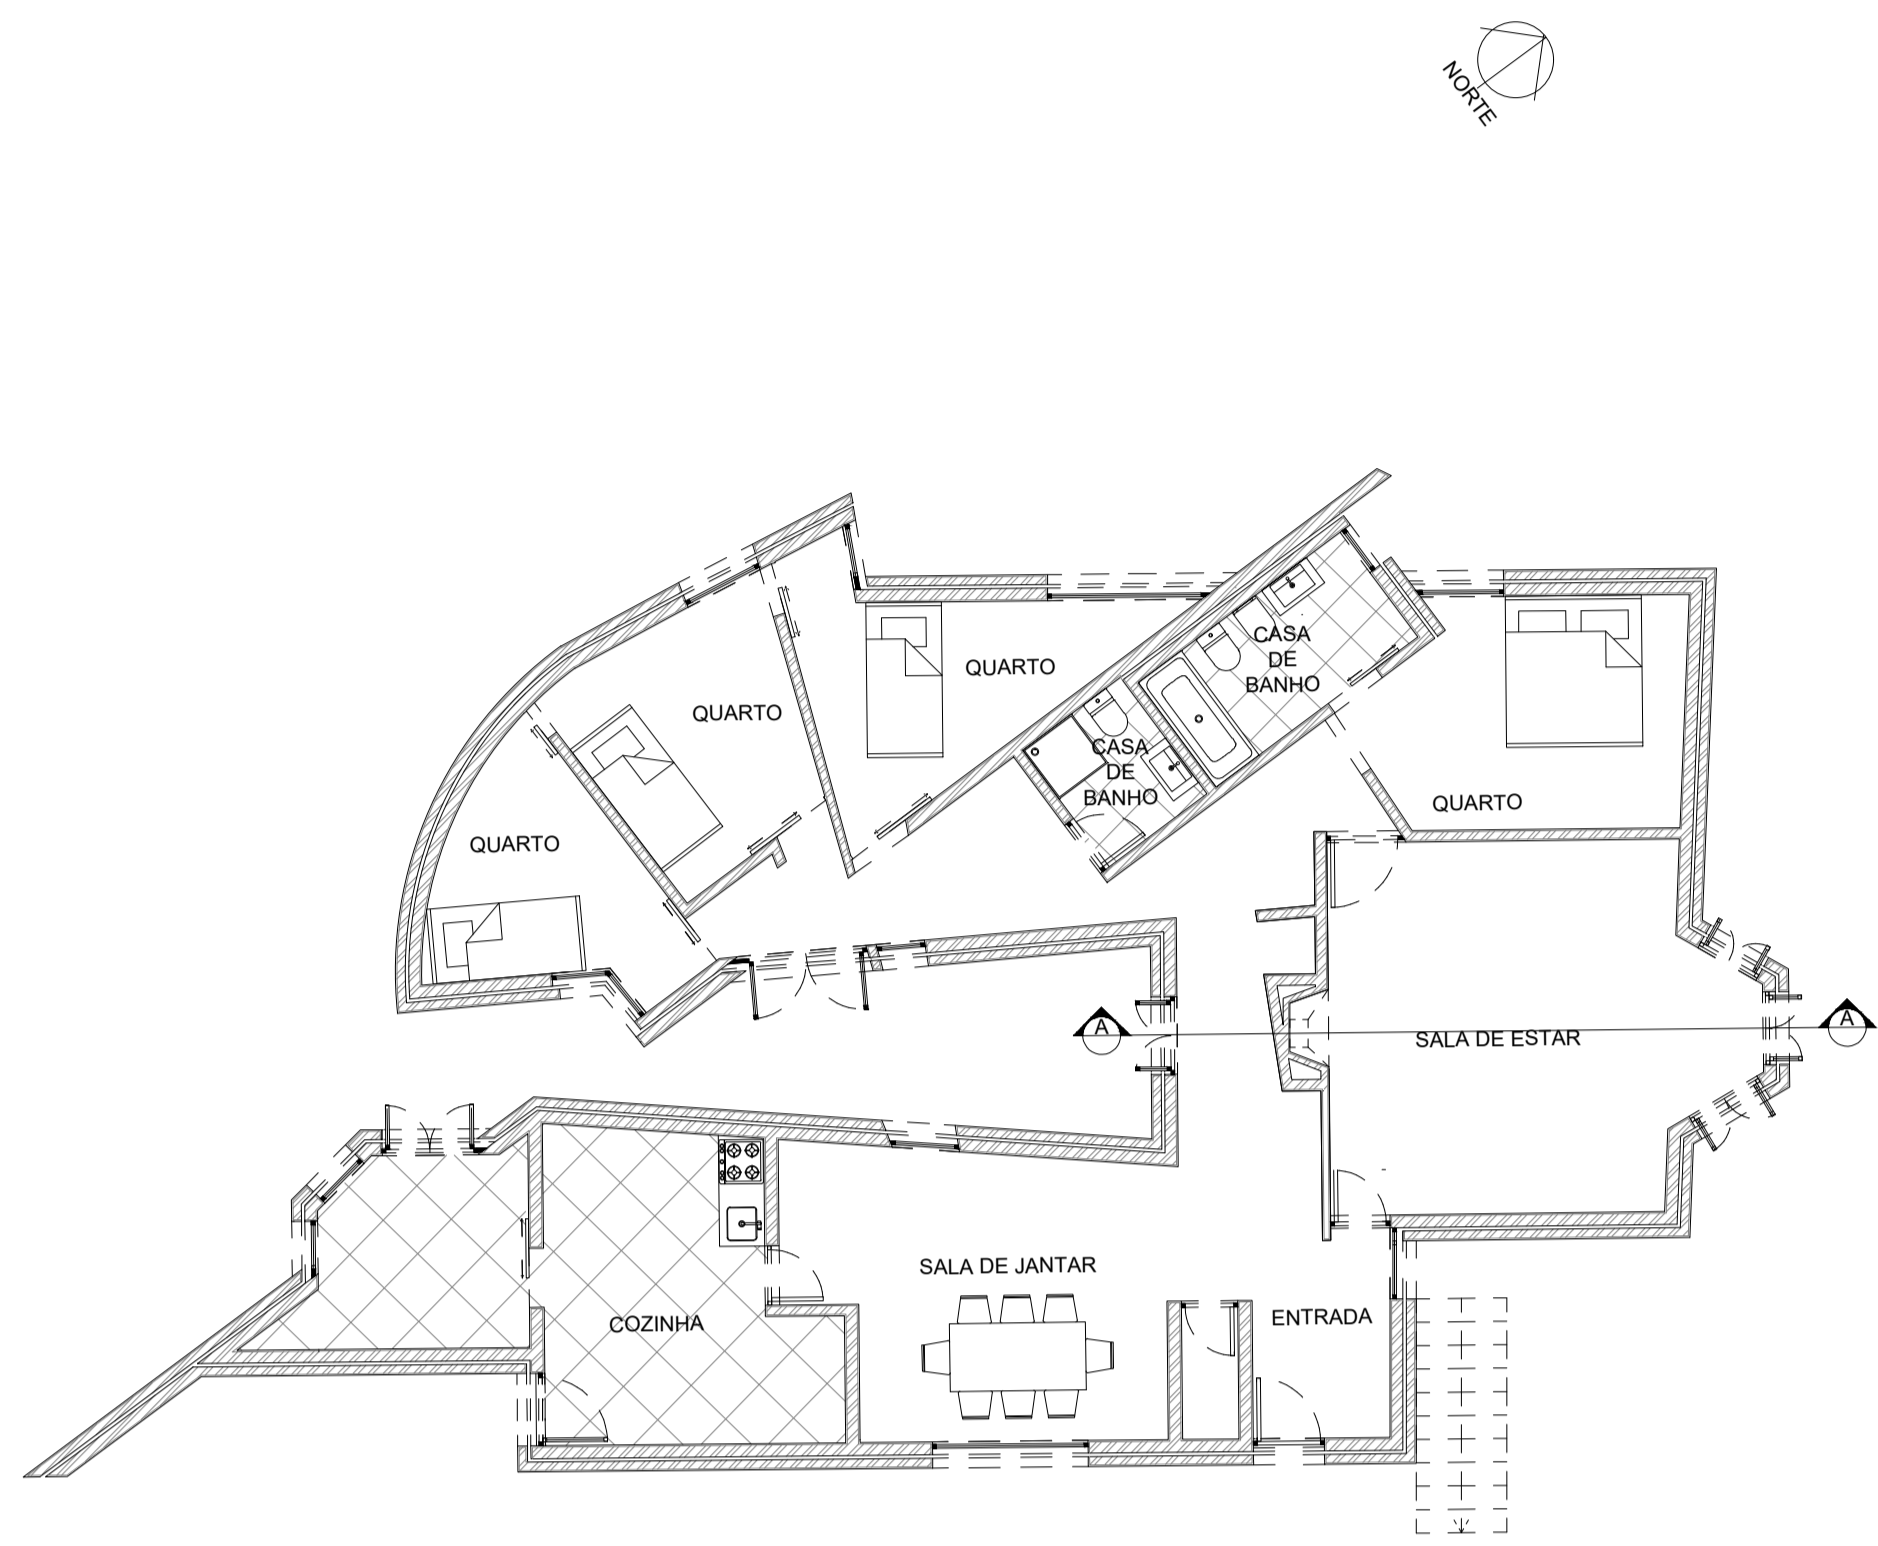 NORTE
CASA
DE
BANHO
QUARTO
QUARTO
CASA
DE
BANHO
QUARTO
QUARTO
A
A
SALA DE ESTAR
SALA DE JANTAR
ENTRADA
COZINHA